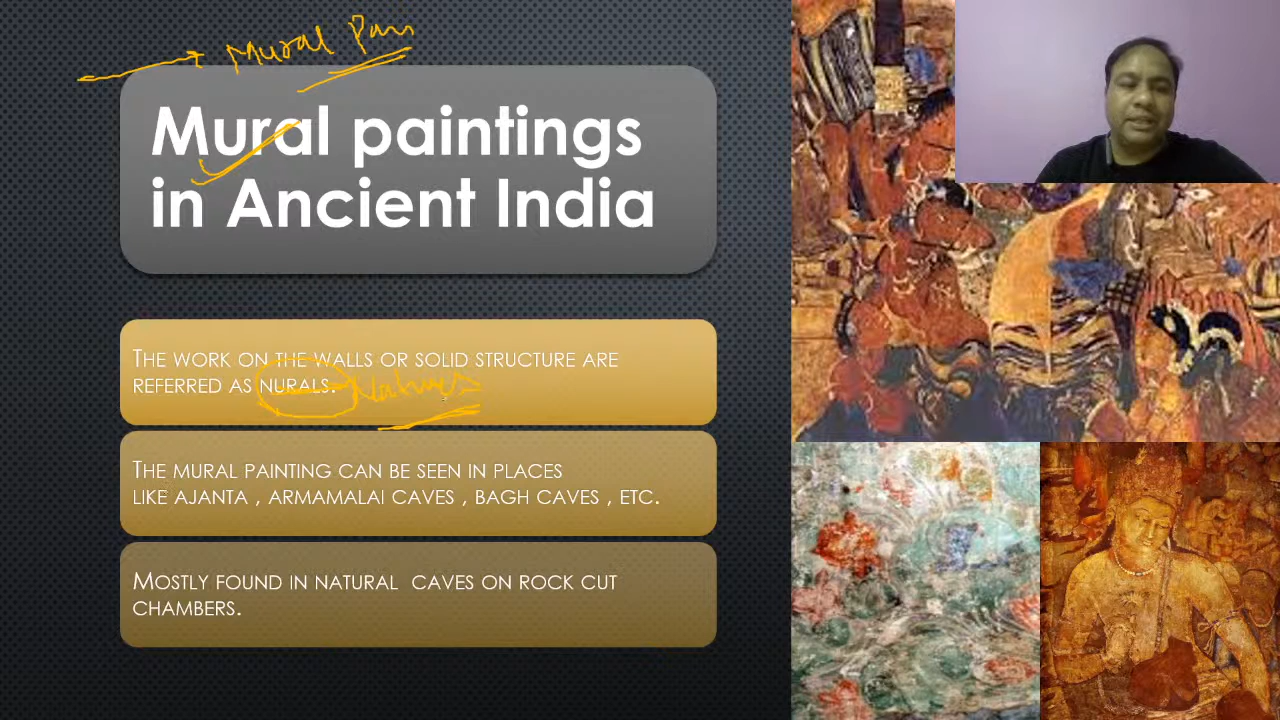 Mural Pain
Mural paintings
in Ancient India
THE WORK ON THE WALLS OR SOLID STRUCTURE ARE
REFERRED AS NURALS.
THE MURAL PAINTING CAN BE SEEN IN PLACES
LIKE AJANTA , ARMAMALAI CAVES , BAGH CAVES , ETC.
MOSTLY FOUND IN NATURAL CAVES ON ROCK CUT
CHAMBERS.